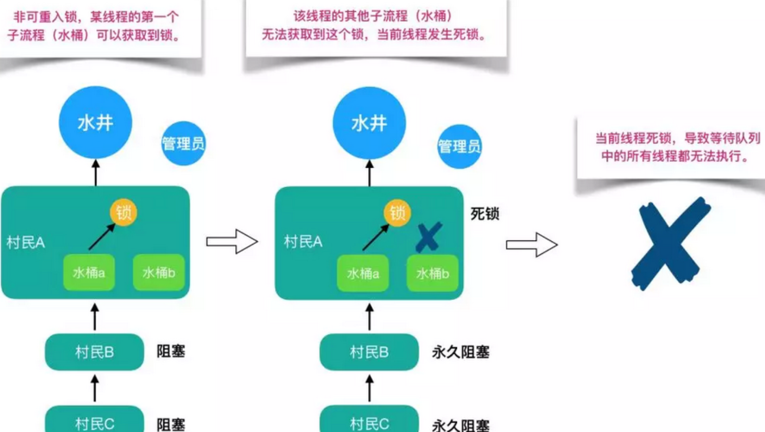 非可重入锁，某线程的第一个
子流程（水桶）可以获取到锁。
水井
管理员
锁
村民A
水桶a
水桶b
村民B
阻塞
村民C
阻塞
该线程的其他子流程（水桶）
无法获取到这个锁，当前线程发生死锁。
水井
管理员
锁
死锁
村民A
水桶a
水桶b
村民B
永久阻塞
村民C
永久阻塞
当前线程死锁，导致等待队列
中的所有线程都无法执行。